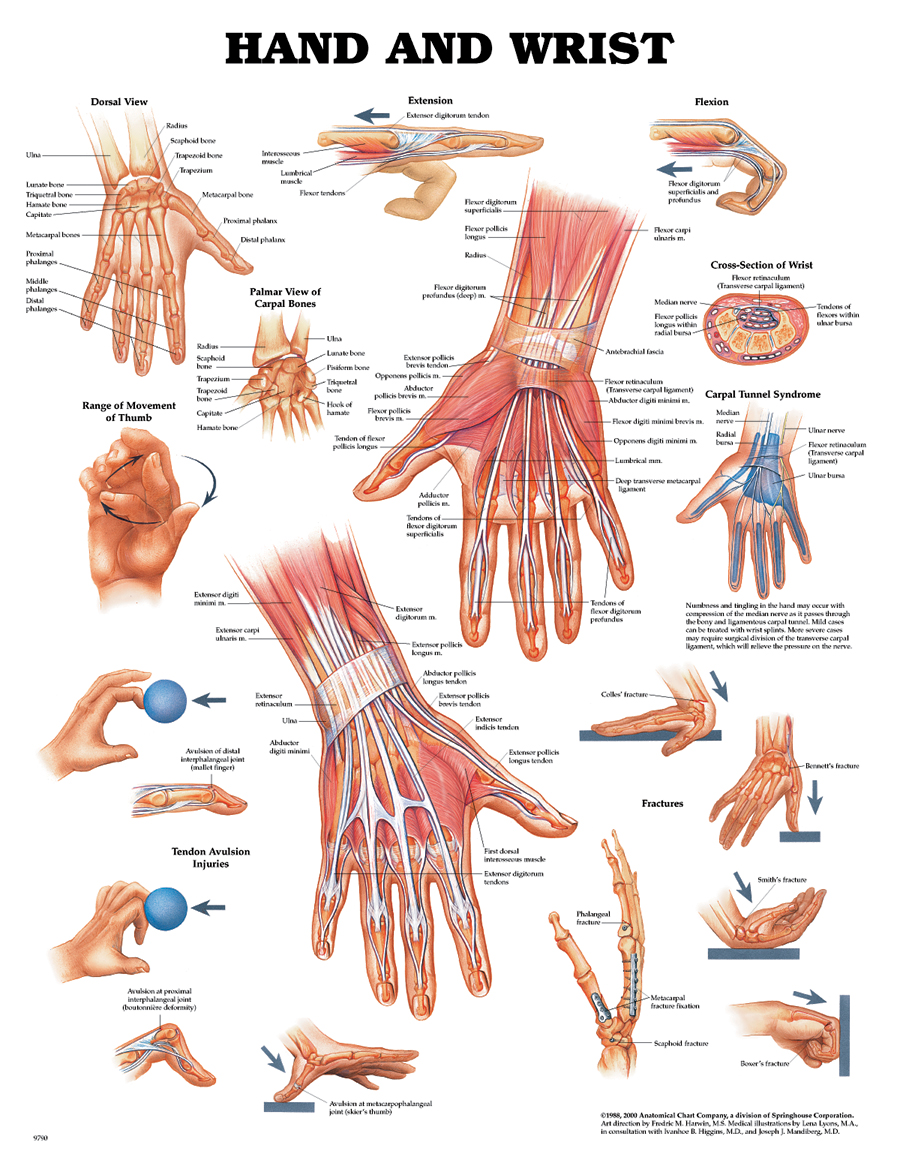 HAND AND WRIST
Dorsal View
Radius
Scaphoid bone
Ulna
Trapezoid bone
Trapezium
Lunate bone
Triquetral bone
Hamate bone
Capitate
Metacarpal bone
Metacarpal bones
Proximal phalanx
Distal phalanx
Proximal
phalanges
Middle
phalanges
Distal
phalanges
Extension
Extensor digitorum tendon
Interosseous
muscle
Lumbrical
muscle
Flexor tendons
Flexion
Flexor digitorum
superficialis and
profundus
Palmar View of
Carpal Bones
Radius
Scaphoid
bone
Trapezium
Trapezoid
bone
Capitate
Hamate bone
Ulna
Lunate bone
Pisiform bone
Triquetral
bone
Hook of
hamate
Flexor digitorum
superficialis
Flexor pollicis
longus
Radius
Flexor carpi
ulnaris m.
Flexor digitorum
profundus (deep) m.
Antebrachial fascia
Extensor pollicis
brevis tendon
Opponens pollicis m.
Abductor
pollicis brevis m.
Flexor pollicis
brevis m.
Tendon of flexor
pollicis longus
Flexor retinaculum
(Transverse carpal ligament)
Abductor digiti minimi m.
Flexor digiti minimi brevis m.
Opponens digiti minimi m.
Lumbrical mm.
Deep transverse metacarpal
ligament
Adductor
pollicis m.
Tendons of
flexor digitorum
superficialis
Tendons of
flexor digitorum
profundus
Cross-Section of Wrist
Flexor retinaculum
(Transverse carpal ligament)
Median nerve
Flexor pollicis
longus within
radial bursa
Tendons of
flexors within
ulnar bursa
Carpal Tunnel Syndrome
Median
nerve
Radial
bursa
Ulnar nerve
Flexor retinaculum
(Transverse carpal
ligament)
Ulnar bursa
Numbness and tingling in the hand may occur with
compression of the median nerve as it passes through
the bony and ligamentous carpal tunnel. Mild cases
can be treated with wrist splints. More severe cases
may require surgical division of the transverse carpal
ligament, which will relieve the pressure on the nerve.
Range of Movement
of Thumb
Extensor digiti
minimi m.
Extensor carpi
ulnaris m.
Extensor
digitorum m.
Extensor pollicis
longus m.
Extensor
retinaculum
Ulna
Abductor
digiti minimi
Abductor pollicis
longus tendon
Extensor pollicis
brevis tendon
Extensor
indicis tendon
Extensor pollicis
longus tendon
First dorsal
interosseous muscle
Extensor digitorum
tendons
Avulsion of distal
interphalangeal joint
(mallet finger)
Tendon Avulsion
Injuries
Avulsion at proximal
interphalangeal joint
(boutonnière deformity)
Avulsion at metacarpophalangeal
joint (skier's thumb)
Colles' fracture
Bennett's fracture
Fractures
Smith's fracture
Phalangeal
fracture
Metacarpal
fracture fixation
Scaphoid fracture
Boxer's fracture
©1988, 2000 Anatomical Chart Company, a division of Springhouse Corporation.
Art direction by Fredric M. Harwin, M.S. Medical illustrations by Lena Lyons, M.A.,
in consultation with Ivanhoe B. Higgins, M.D., and Joseph J. Mandiberg, M.D.
9790